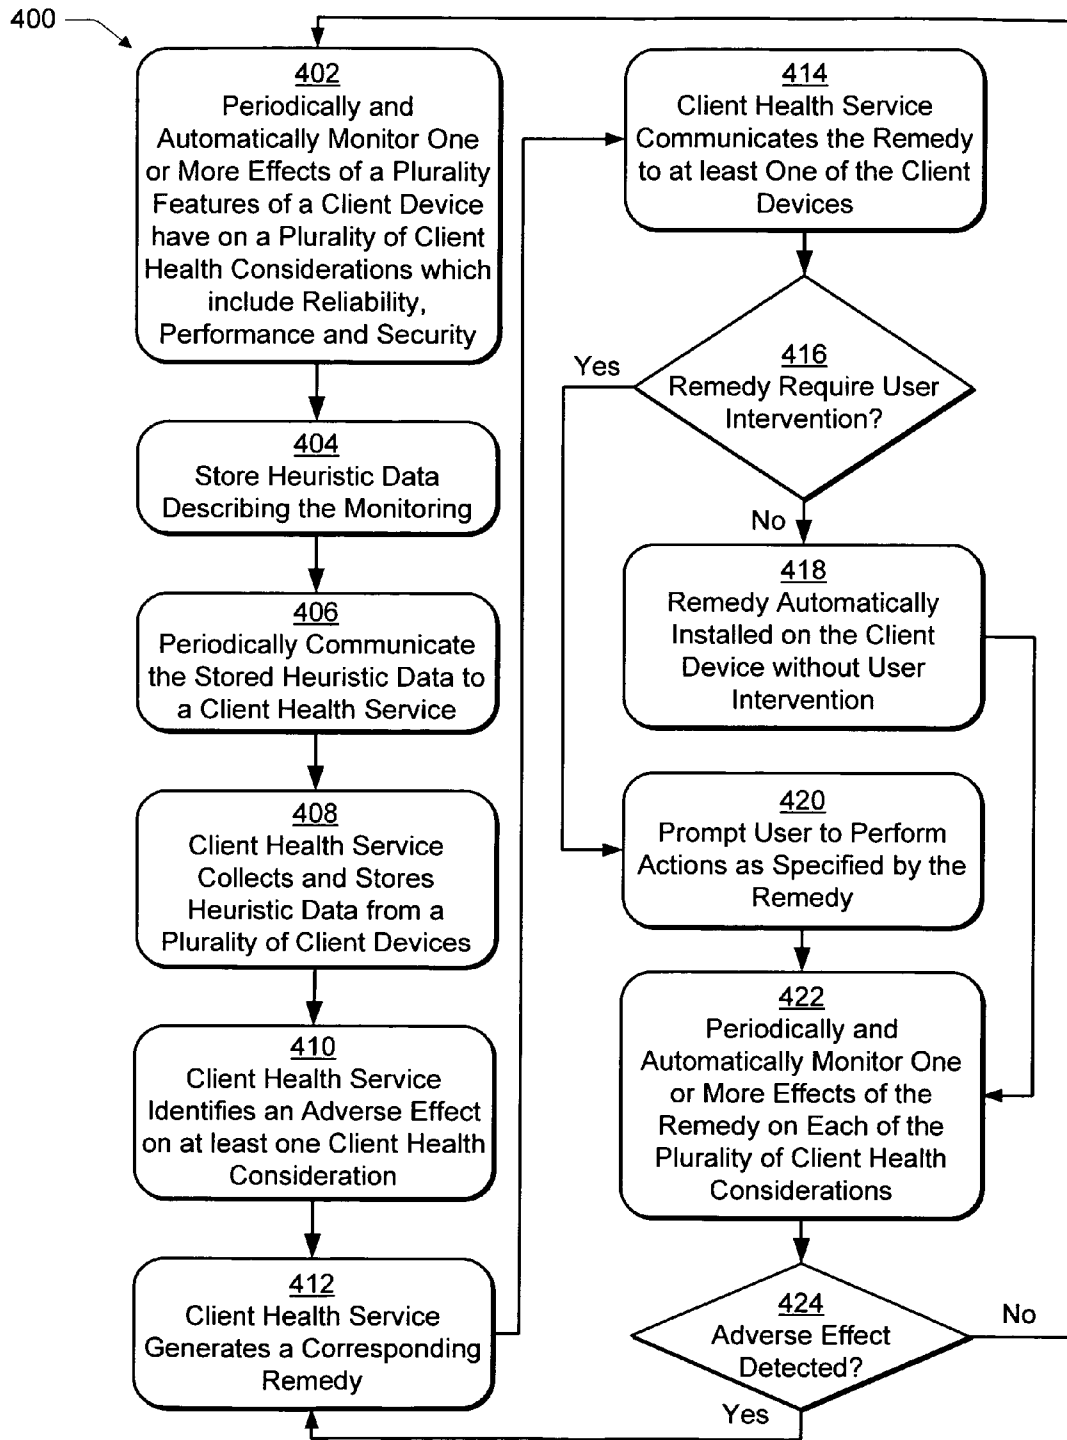 400
402
Periodically and
Automatically Monitor One
or More Effects of a Plurality
Features of a Client Device
have on a Plurality of Client
Health Considerations which
include Reliability,
Performance and Security
404
Store Heuristic Data
Describing the Monitoring
406
Periodically Communicate
the Stored Heuristic Data to
a Client Health Service
408
Client Health Service
Collects and Stores
Heuristic Data from a
Plurality of Client Devices
410
Client Health Service
Identifies an Adverse Effect
on at least one Client Health
Consideration
412
Client Health Service
Generates a Corresponding
Remedy
414
Client Health Service
Communicates the Remedy
to at least One of the Client
Devices
416
Remedy Require User
Intervention?
Yes
No
418
Remedy Automatically
Installed on the Client
Device without User
Intervention
420
Prompt User to Perform
Actions as Specified by the
Remedy
422
Periodically and
Automatically Monitor One
or More Effects of the
Remedy on Each of the
Plurality of Client Health
Considerations
424
Adverse Effect
Detected?
No
Yes